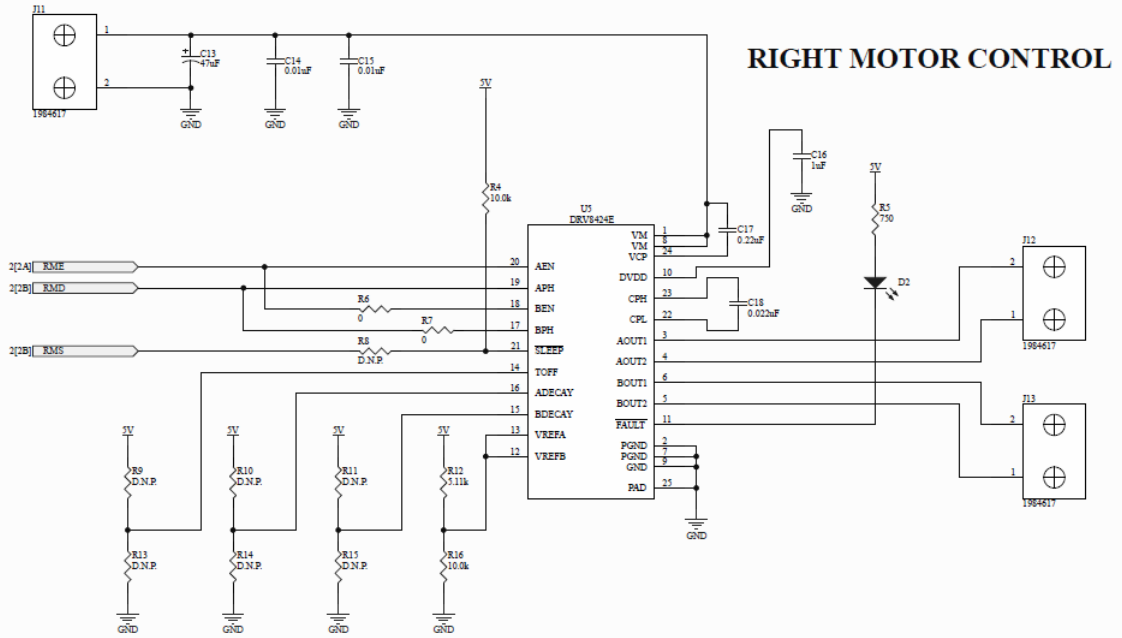 RIGHT MOTOR CONTROL
J11
1
2
1984617
C13
47uF
C14
0.01uF
C15
0.01uF
GND
GND
GND
5V
R4
10.0k
C16
1uF
GND
5V
R5
750
D2
U5
DRV8424E
2[2A] RME
2[2B] RMD
2[2B] RMS
R6
0
R7
0
R8
D.N.P.
20 AEN
19 APH
18 BEN
17 BPH
21 SLEEP
14 TOFF
16 ADECAY
15 BDECAY
13 VREFA
12 VREFB
VM 1
VM 8
VCP 24
DVDD 10
CPH 23
CPL 22
AOUT1 3
AOUT2 4
BOUT1 6
BOUT2 5
FAULT 11
PGND 2
PGND 7
GND 9
PAD 25
GND
C17
0.22uF
C18
0.022uF
J12
2
1
1984617
J13
2
1
1984617
5V
5V
5V
5V
R9
D.N.P.
R10
D.N.P.
R11
D.N.P.
R12
5.11k
R13
D.N.P.
R14
D.N.P.
R15
D.N.P.
R16
10.0k
GND
GND
GND
GND